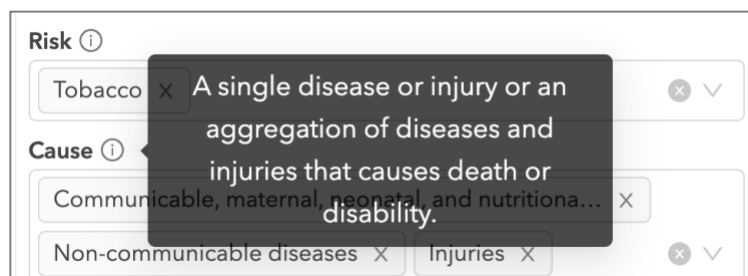 Risk
Tobacco X
A single disease or injury or an
aggregation of diseases and
injuries that causes death or
disability.
Cause
Communicable, maternal, neonatal, and nutritiona… X
Non-communicable diseases X Injuries X